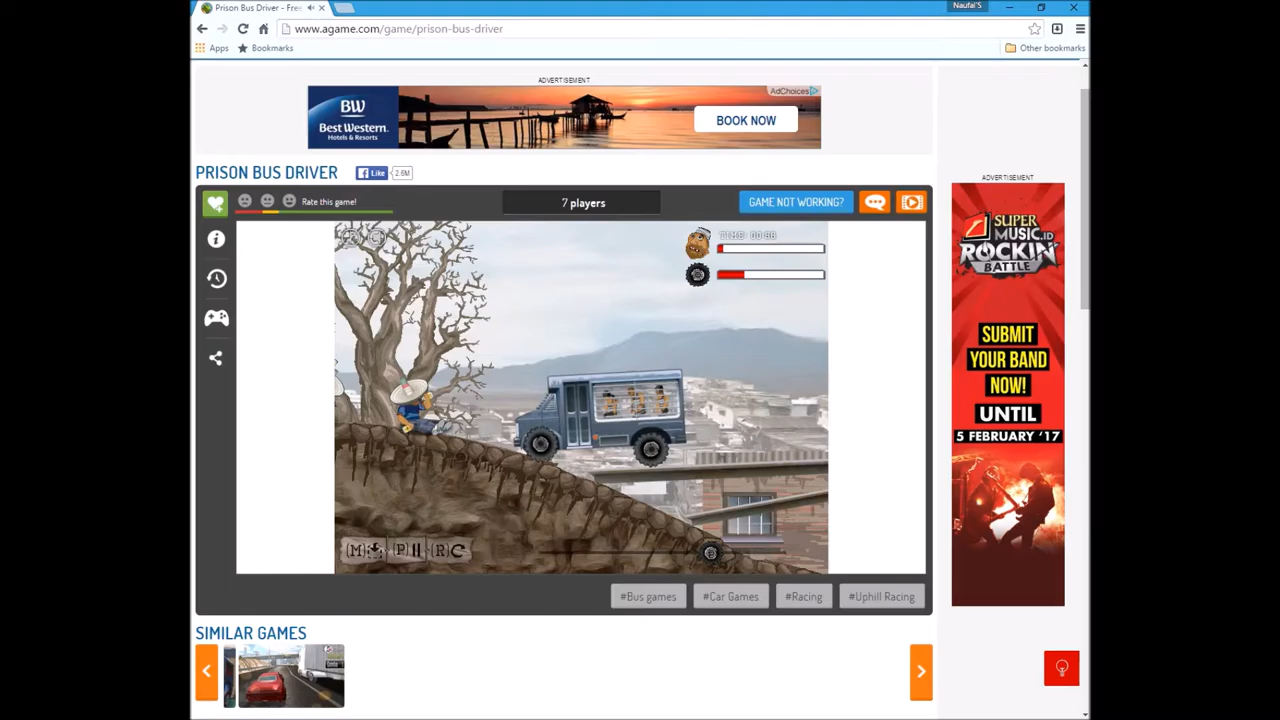 Prison Bus Driver - Fre
Naufal'S
www.agame.com/game/prison-bus-driver
Apps
Bookmarks
Other bookmarks
ADVERTISEMENT
BW
Best Western.
Hotels & Resorts
AdChoices
BOOK NOW
PRISON BUS DRIVER
Like
2.6M
Rate this game!
7 players
GAME NOT WORKING?
(M)
(P)
(R)
#Bus games
#Car Games
#Racing
#Uphill Racing
SIMILAR GAMES
ADVERTISEMENT
SUPER
MUSIC.ID
ROCKIN
BATTLE
SUBMIT
YOUR BAND
NOW!
UNTIL
5 FEBRUARY '17